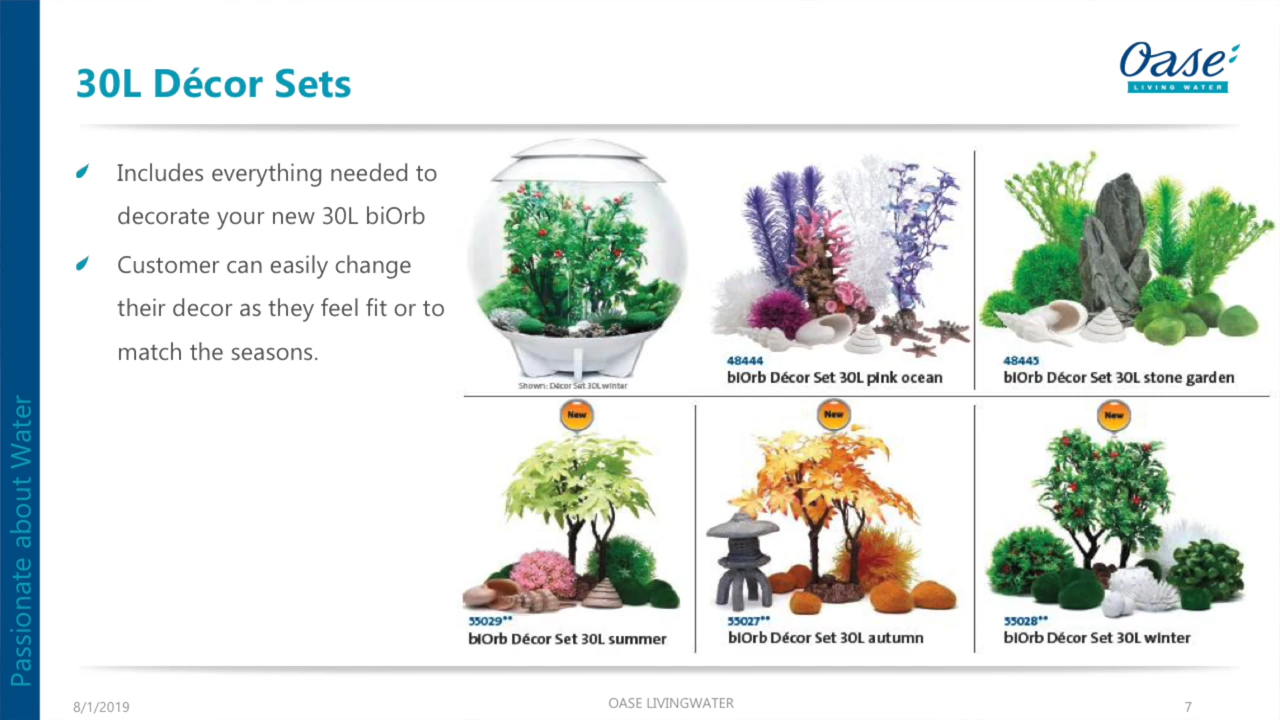 30L Décor Sets
Oase
LIVING WATER
Includes everything needed to
decorate your new 30L biOrb
Customer can easily change
their decor as they feel fit or to
match the seasons.
Shown: Décor Set 30L winter
48444
biOrb Décor Set 30L pink ocean
48445
biOrb Décor Set 30L stone garden
New
55029**
biOrb Décor Set 30L summer
New
55027**
biOrb Décor Set 30L autumn
New
55028**
biOrb Décor Set 30L winter
Passionate about Water
8/1/2019
OASE LIVINGWATER
7